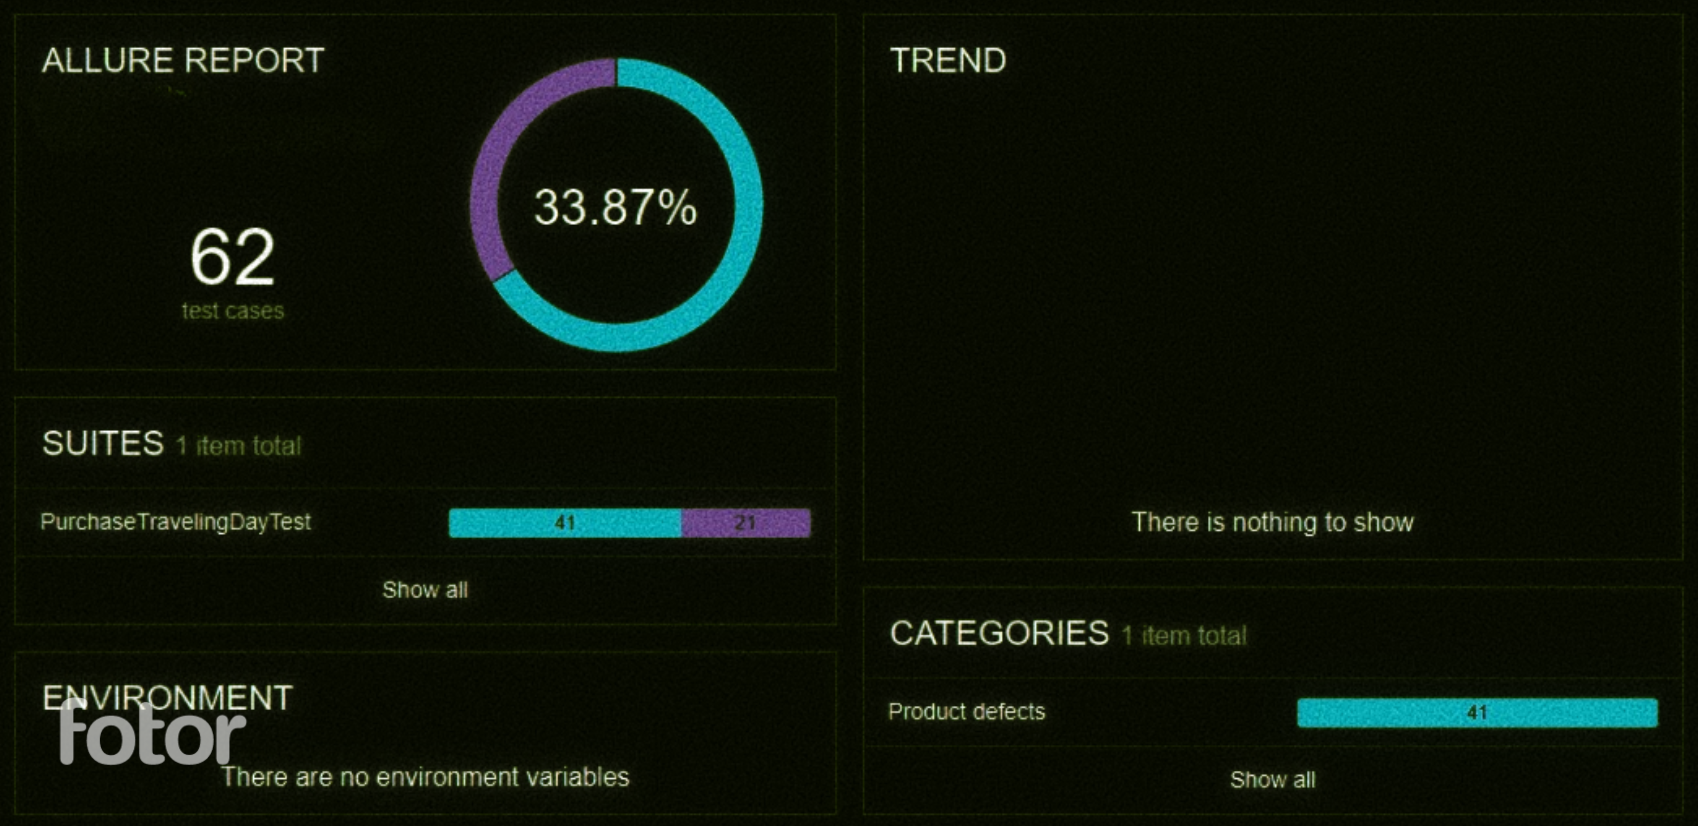 ALLURE REPORT
62
test cases
33.87%
SUITES 1 item total
PurchaseTravelingDayTest 41 21
Show all
ENVIRONMENT
There are no environment variables
fotor
TREND
There is nothing to show
CATEGORIES 1 item total
Product defects 41
Show all